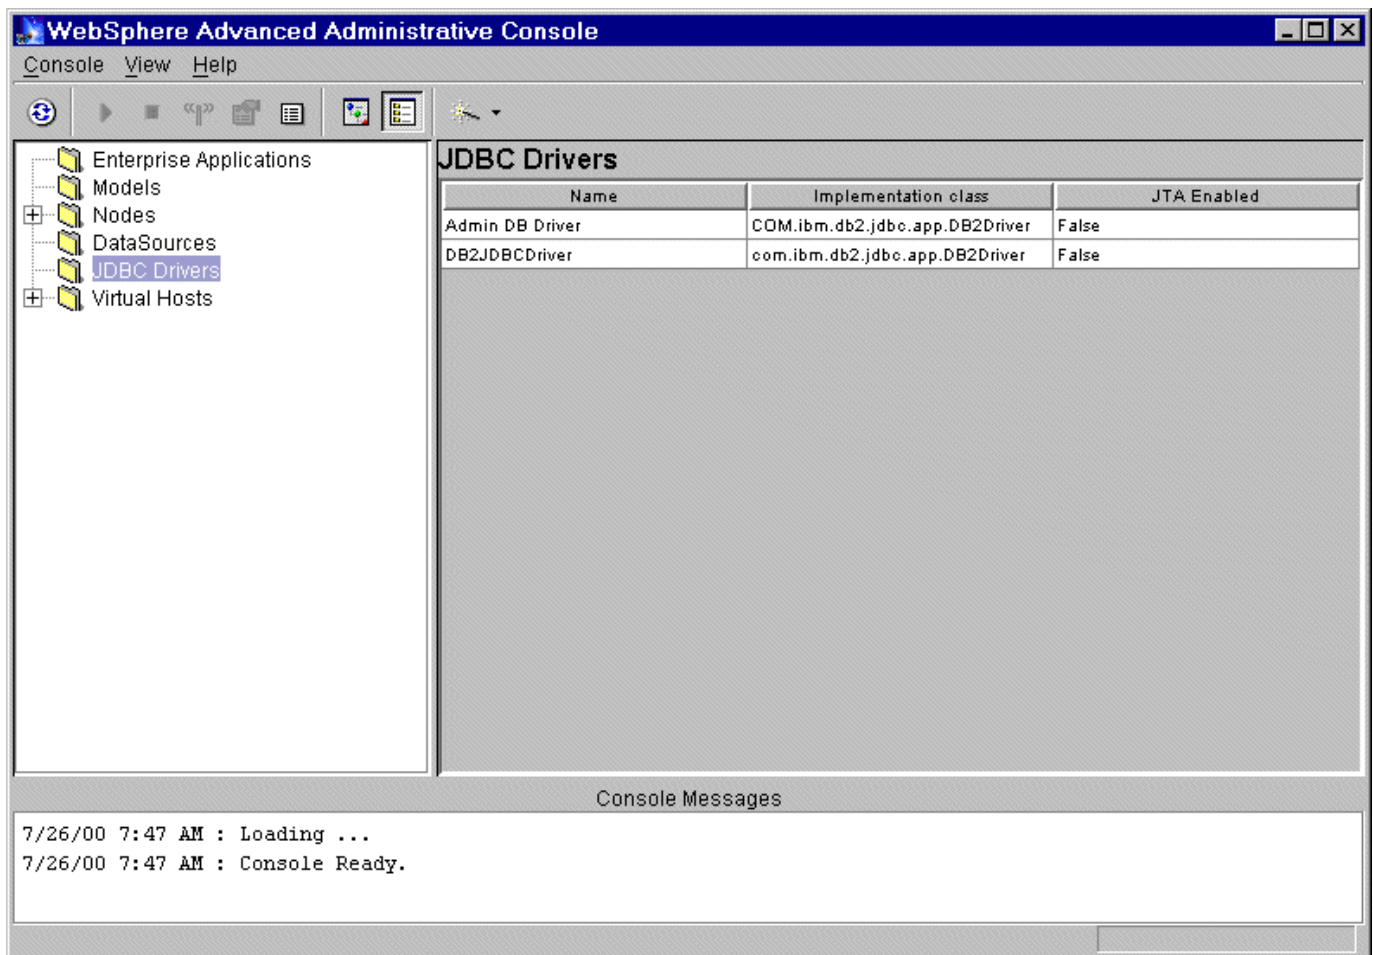 WebSphere Advanced Administrative Console
Console View Help
Enterprise Applications
Models
Nodes
DataSources
JDBC Drivers
Virtual Hosts
JDBC Drivers
Name Implementation class JTA Enabled
Admin DB Driver COM.ibm.db2.jdbc.app.DB2Driver False
DB2JDBCDriver com.ibm.db2.jdbc.app.DB2Driver False
Console Messages
7/26/00 7:47 AM : Loading ...
7/26/00 7:47 AM : Console Ready.